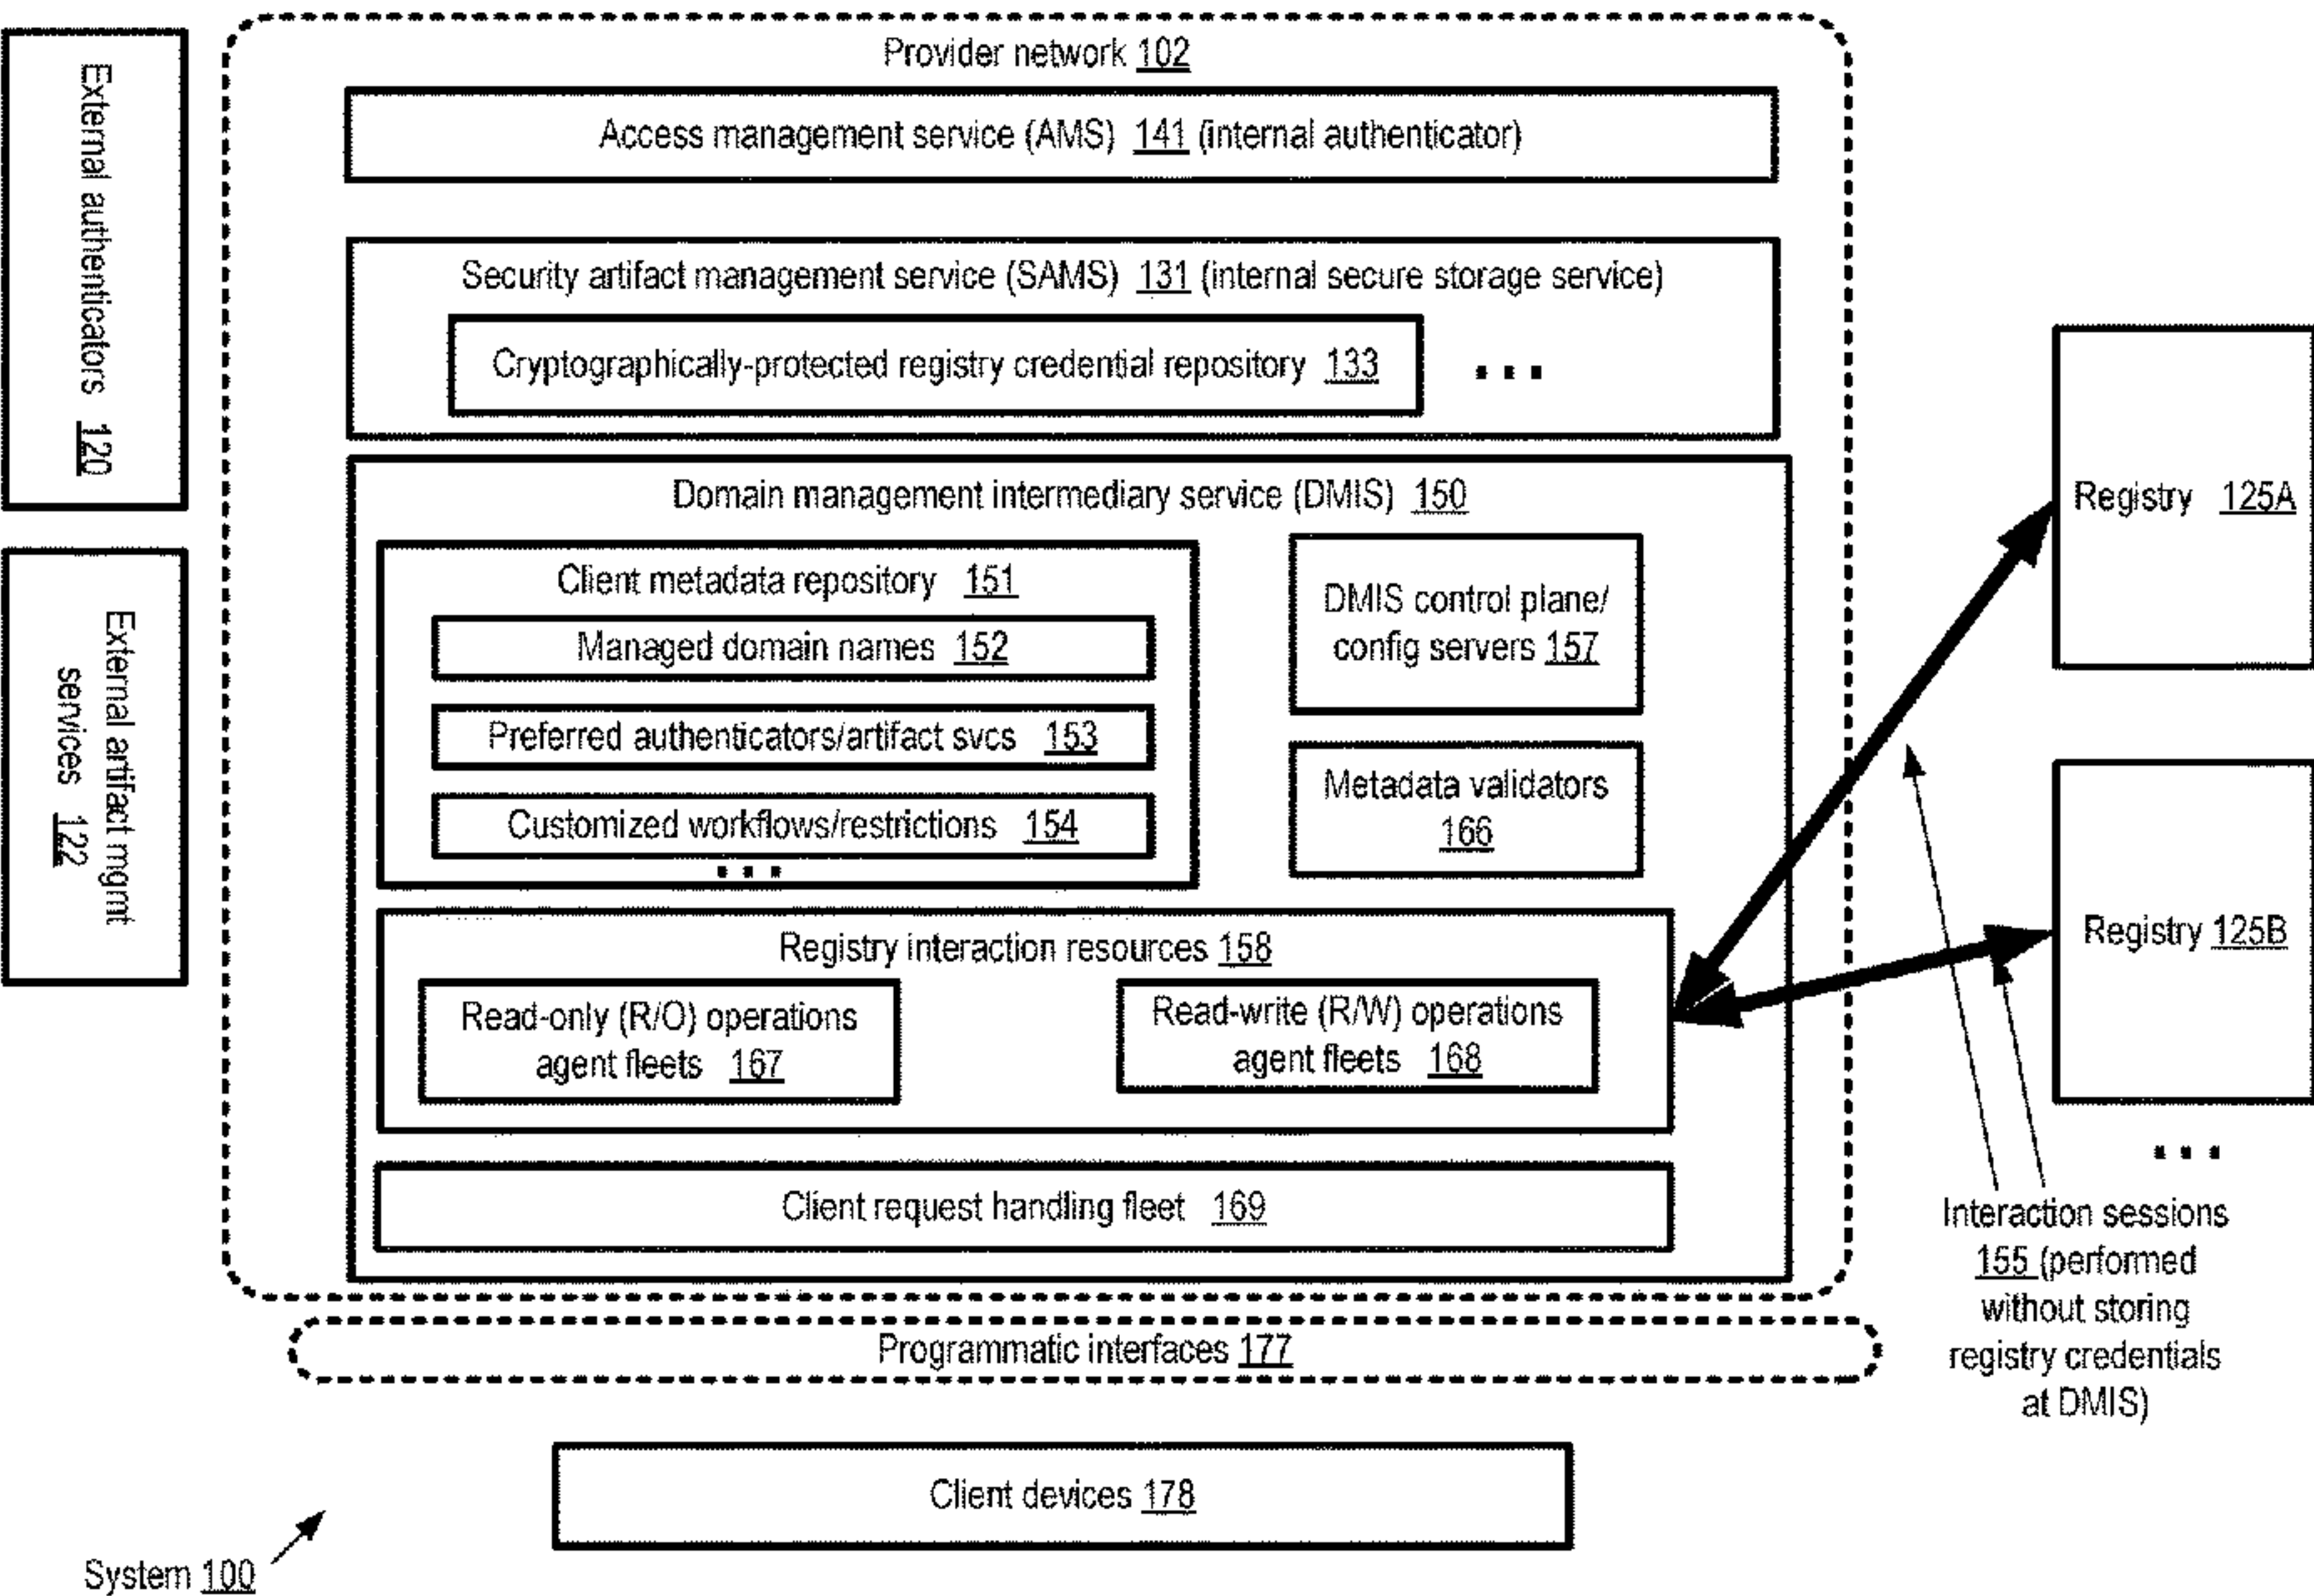 Provider network 102
Access management service (AMS) 141 (internal authenticator)
Security artifact management service (SAMS) 131 (internal secure storage service)
Cryptographically-protected registry credential repository 133
...
External authenticators 120
External artifact mgmt
services 122
Domain management intermediary service (DMIS) 150
Client metadata repository 151
Managed domain names 152
Preferred authenticators/artifact svcs 153
Customized workflows/restrictions 154
...
DMIS control plane/
config servers 157
Metadata validators
166
Registry interaction resources 158
Read-only (R/O) operations
agent fleets 167
Read-write (R/W) operations
agent fleets 168
Client request handling fleet 169
Registry 125A
Registry 125B
...
Interaction sessions
155 (performed
without storing
registry credentials
at DMIS)
Programmatic interfaces 177
Client devices 178
System 100